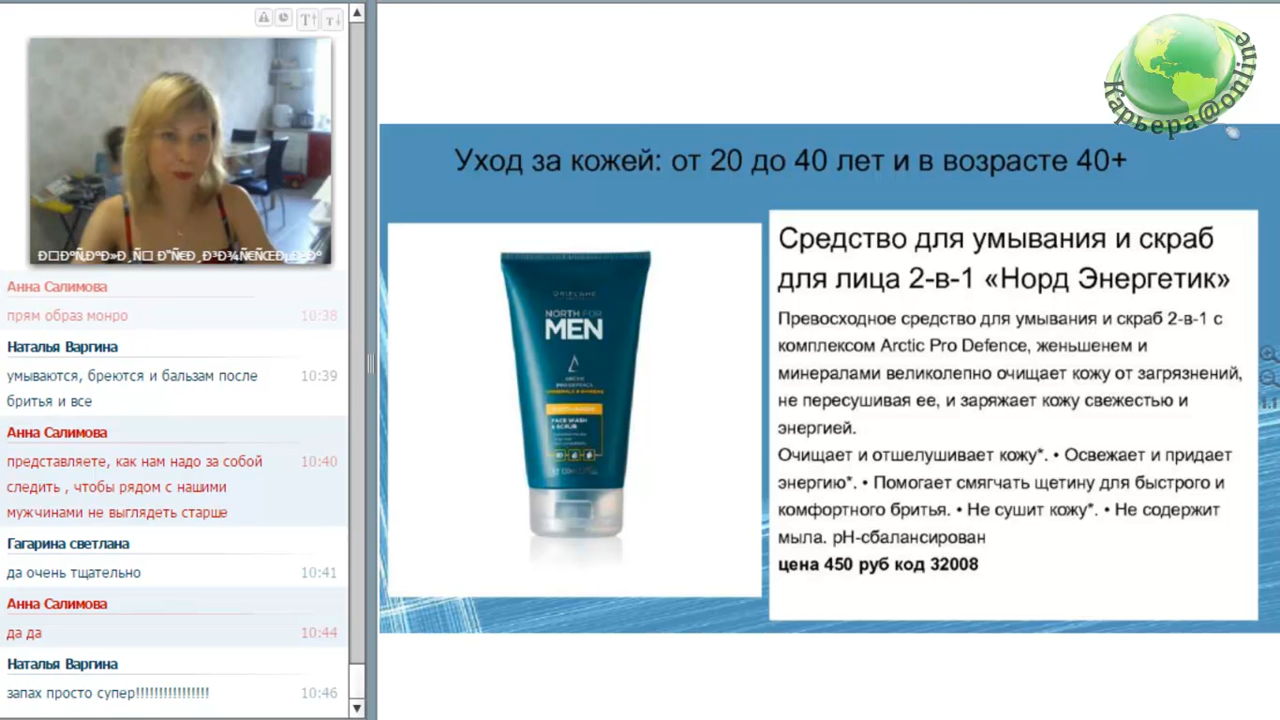 Анна Салимова
прям образ монро 10:38
Наталья Варгина
умываются, бреются и бальзам после 10:39
бритья и все
Анна Салимова
представляете, как нам надо за собой 10:40
следить , чтобы рядом с нашими
мужчинами не выглядеть старше
Гагарина светлана
да очень тщательно 10:41
Анна Салимова
да да 10:44
Наталья Варгина
запах просто супер!!!!!!!!!!!!!!!! 10:46
Карьера@online
Уход за кожей: от 20 до 40 лет и в возрасте 40+
ORIFLAME
NORTH FOR
MEN
ARCTIC
PRO DEFENCE
FACE WASH
& SCRUB
Средство для умывания и скраб
для лица 2-в-1 «Норд Энергетик»
Превосходное средство для умывания и скраб 2-в-1 с
комплексом Arctic Pro Defence, женьшенем и
минералами великолепно очищает кожу от загрязнений,
не пересушивая ее, и заряжает кожу свежестью и
энергией.
Очищает и отшелушивает кожу*. • Освежает и придает
энергию*. • Помогает смягчать щетину для быстрого и
комфортного бритья. • Не сушит кожу*. • Не содержит
мыла. pH-сбалансирован
цена 450 руб код 32008